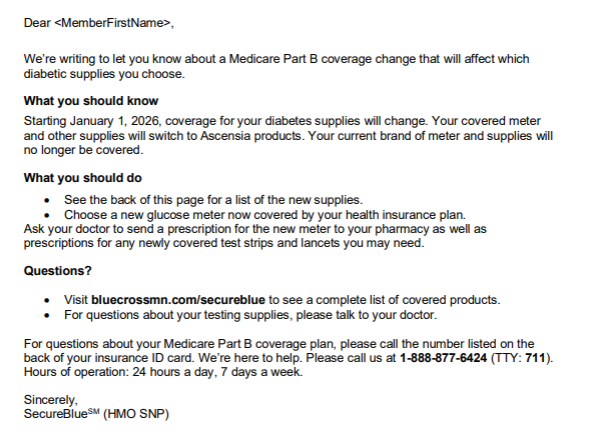 Dear <MemberFirstName>,
We're writing to let you know about a Medicare Part B coverage change that will affect which
diabetic supplies you choose.
What you should know
Starting January 1, 2026, coverage for your diabetes supplies will change. Your covered meter
and other supplies will switch to Ascensia products. Your current brand of meter and supplies will
no longer be covered.
What you should do
• See the back of this page for a list of the new supplies.
• Choose a new glucose meter now covered by your health insurance plan.
Ask your doctor to send a prescription for the new meter to your pharmacy as well as
prescriptions for any newly covered test strips and lancets you may need.
Questions?
• Visit bluecrossmn.com/secureblue to see a complete list of covered products.
• For questions about your testing supplies, please talk to your doctor.
For questions about your Medicare Part B coverage plan, please call the number listed on the
back of your insurance ID card. We're here to help. Please call us at 1-888-877-6424 (TTY: 711).
Hours of operation: 24 hours a day, 7 days a week.
Sincerely,
SecureBlue℠ (HMO SNP)